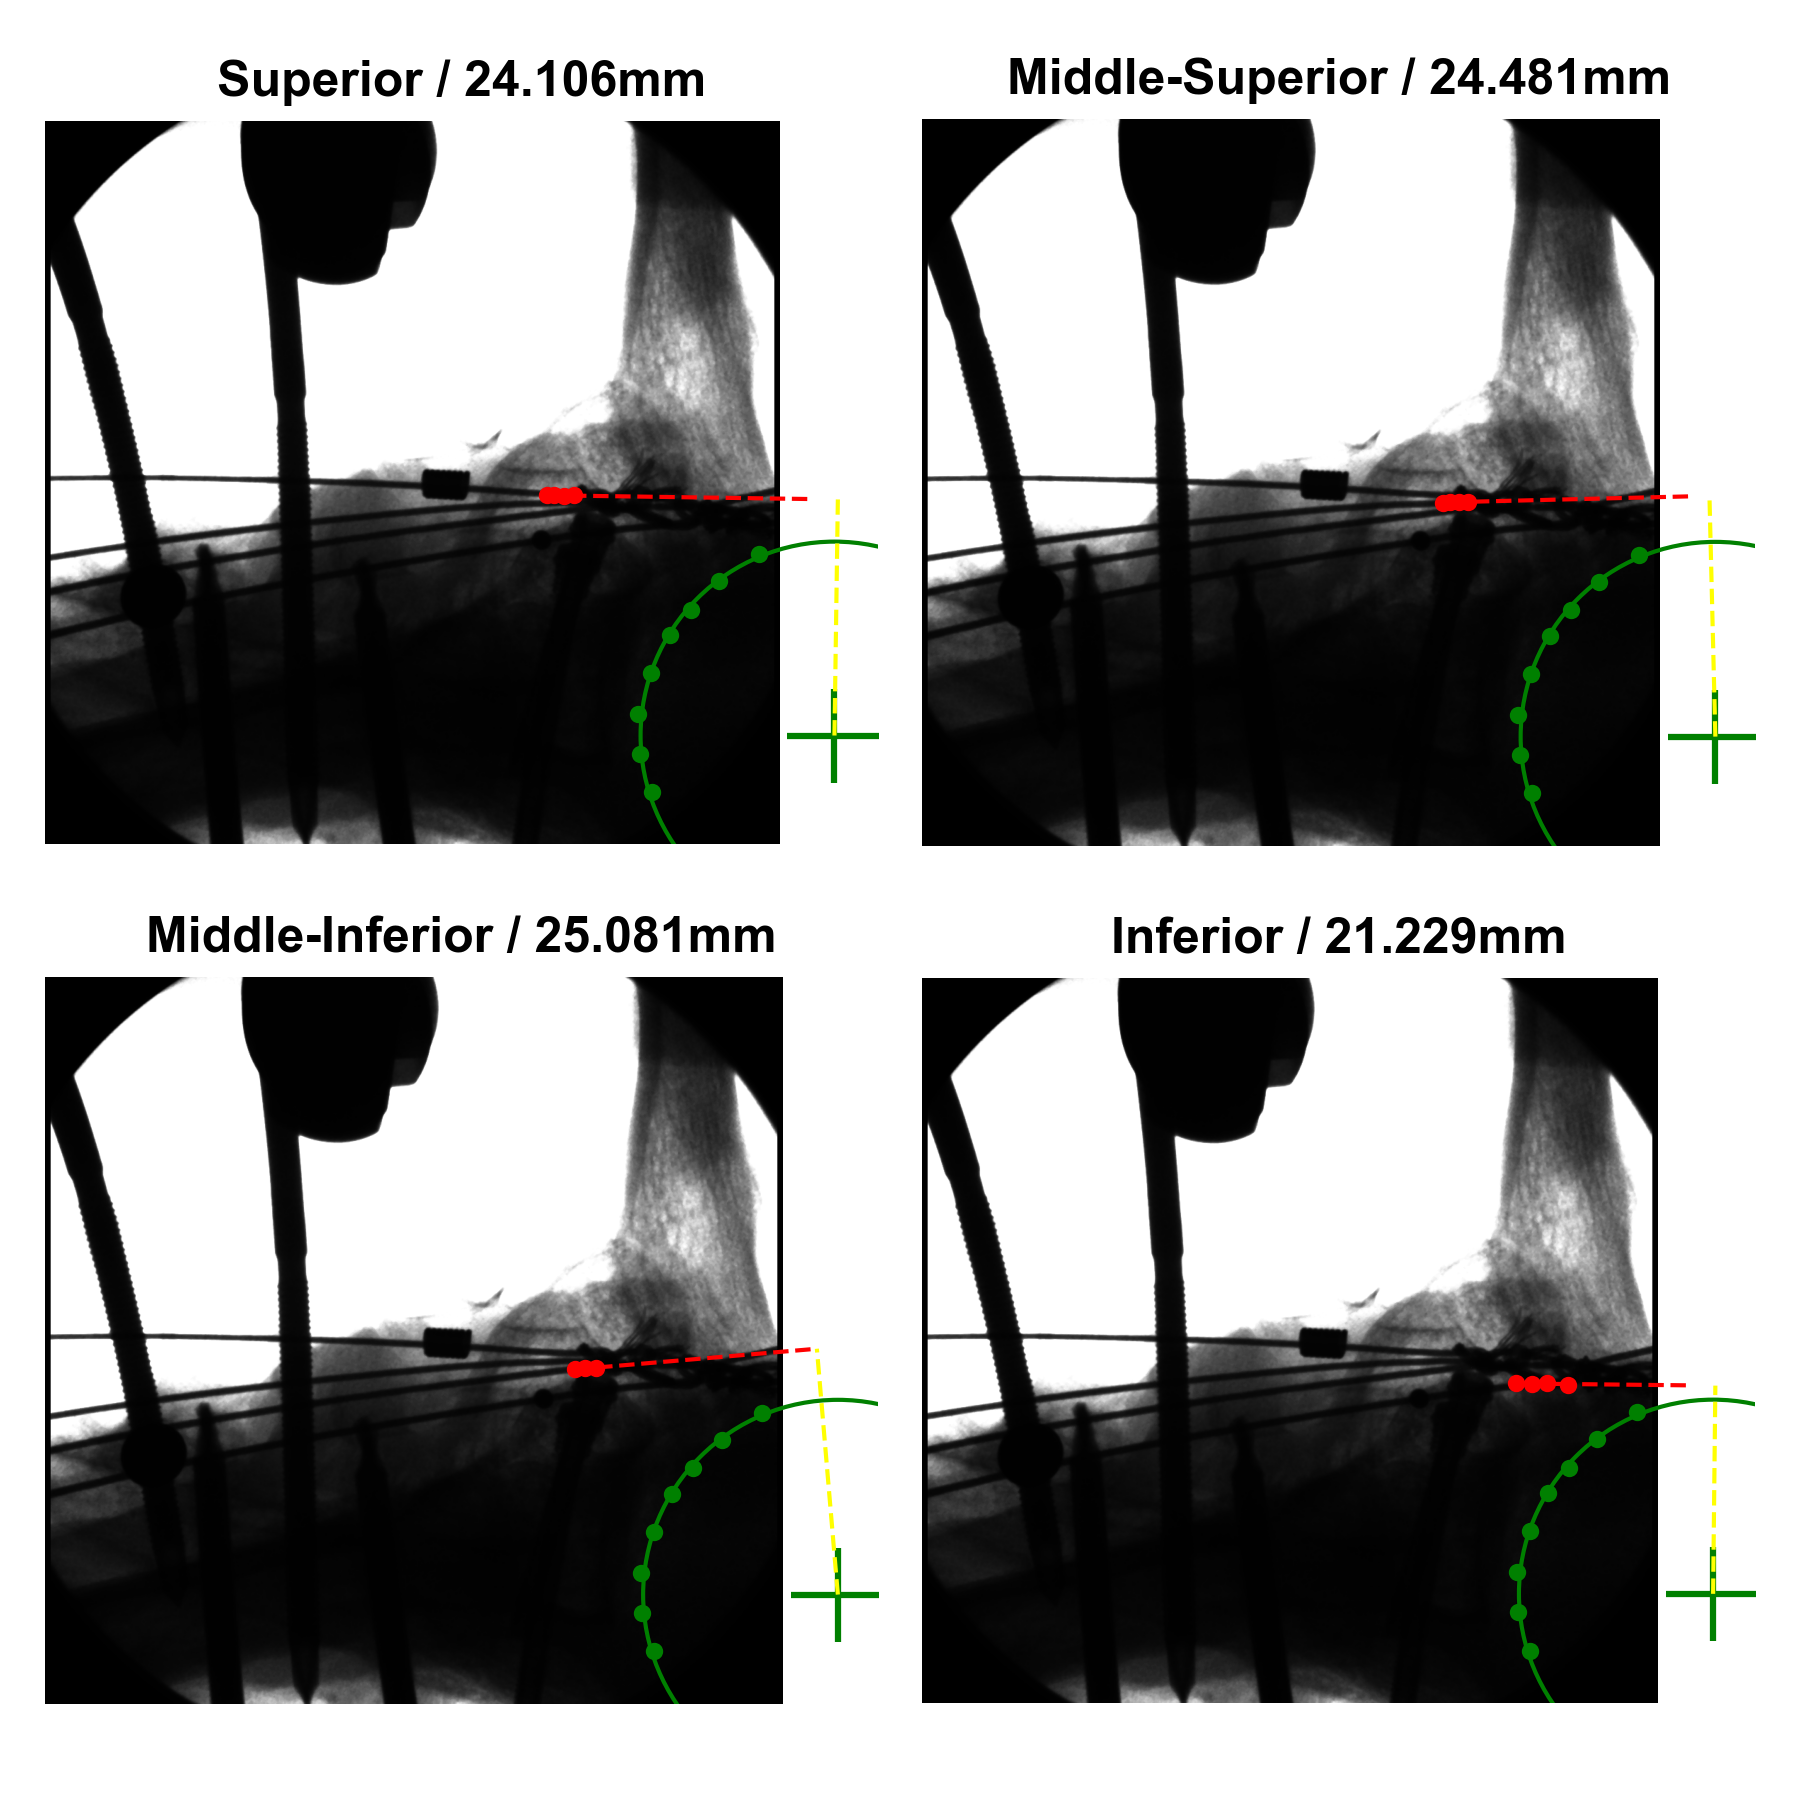 Superior / 24.106mm
Middle-Superior / 24.481mm
Middle-Inferior / 25.081mm
Inferior / 21.229mm